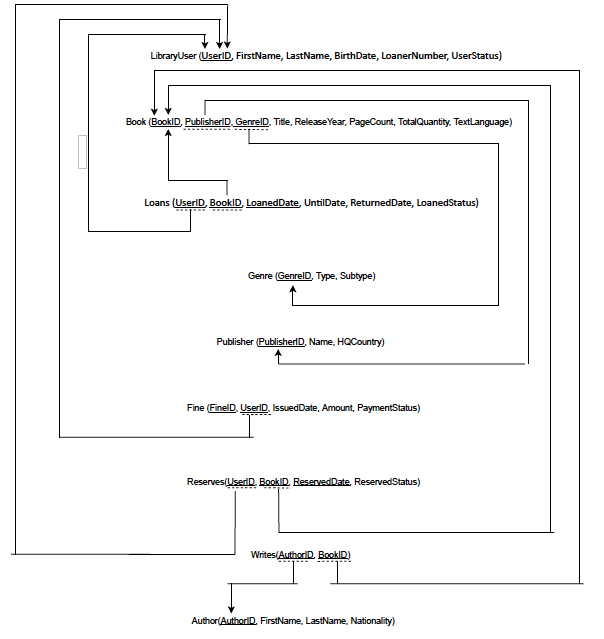 LibraryUser (UserID, FirstName, LastName, BirthDate, LoanerNumber, UserStatus)
Book (BookID, PublisherID, GenreID, Title, ReleaseYear, PageCount, TotalQuantity, TextLanguage)
Loans (UserID, BookID, LoanedDate, UntilDate, ReturnedDate, LoanedStatus)
Genre (GenreID, Type, Subtype)
Publisher (PublisherID, Name, HQCountry)
Fine (FineID, UserID, IssuedDate, Amount, PaymentStatus)
Reserves(UserID, BookID, ReservedDate, ReservedStatus)
Writes(AuthorID, BookID)
Author(AuthorID, FirstName, LastName, Nationality)